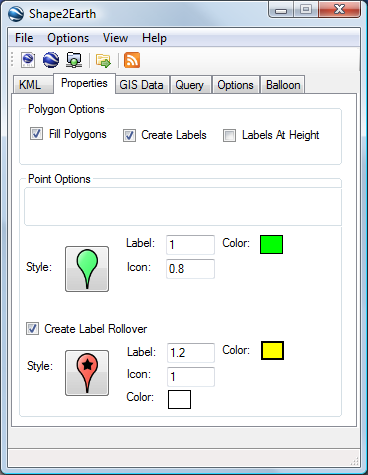 Shape2Earth
File Options View Help
KML Properties GIS Data Query Options Balloon
Polygon Options
Fill Polygons Create Labels Labels At Height
Point Options
Label: 1 Color:
Style: Icon: 0.8
Create Label Rollover
Label: 1.2 Color:
Style: Icon: 1
Color: